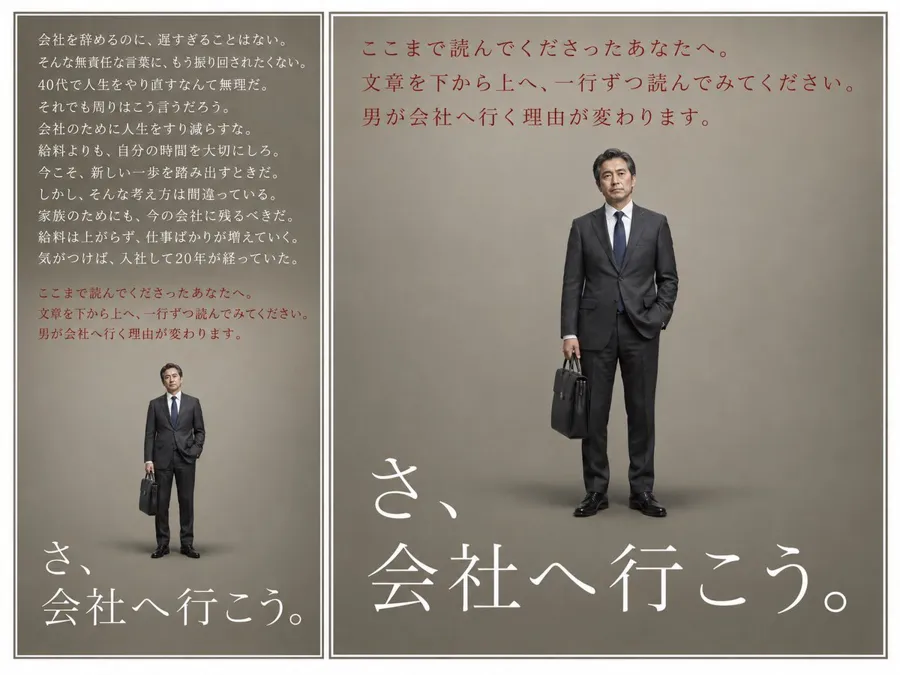 会社を辞めるのに、遅すぎることはない。
そんな無責任な言葉に、もう振り回されたくない。
40代で人生をやり直すなんて無理だ。
それでも周りはこう言うだろう。
会社のために人生をすり減らすな。
給料よりも、自分の時間を大切にしろ。
今こそ、新しい一歩を踏み出すときだ。
しかし、そんな考え方は間違っている。
家族のためにも、今の会社に残るべきだ。
給料は上がらず、仕事ばかりが増えていく。
気がつけば、入社して20年が経っていた。
ここまで読んでくださったあなたへ。
文章を下から上へ、一行ずつ読んでみてください。
男が会社へ行く理由が変わります。
さ、
会社へ行こう。
ここまで読んでくださったあなたへ。
文章を下から上へ、一行ずつ読んでみてください。
男が会社へ行く理由が変わります。
さ、
会社へ行こう。